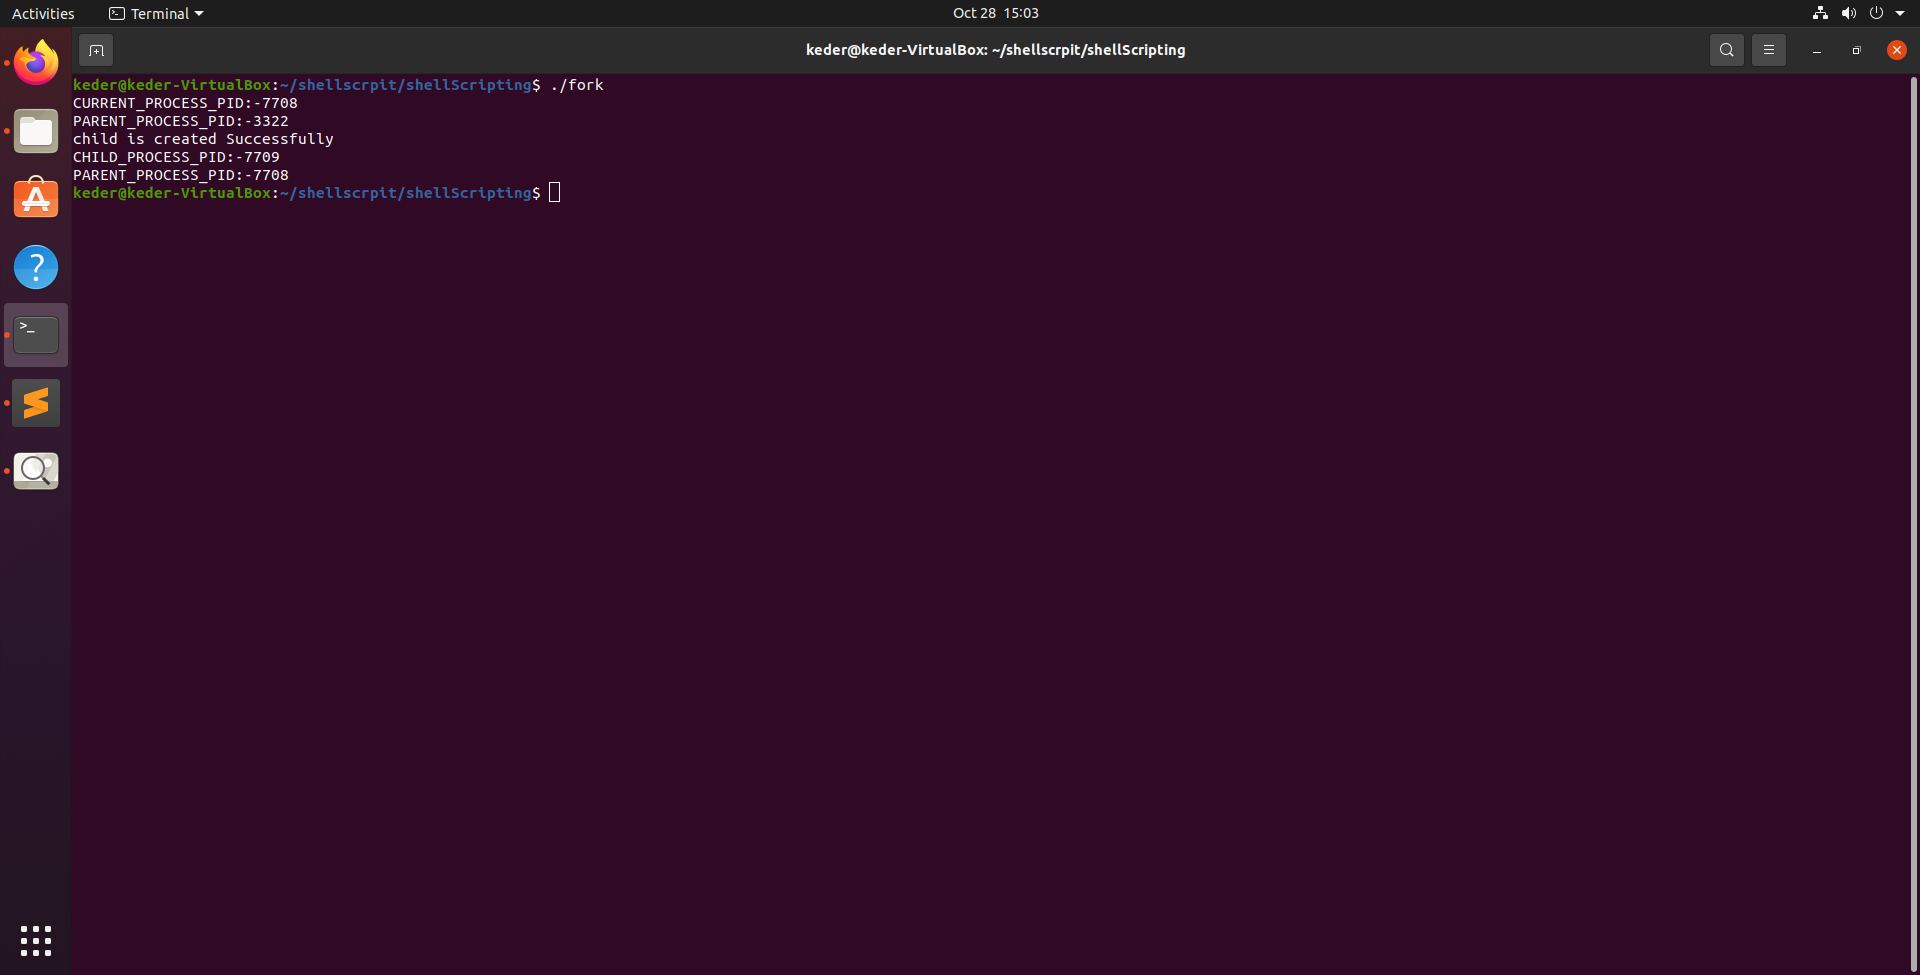 Activities Terminal Oct 28 15:03
keder@keder-VirtualBox: ~/shellscrpit/shellScripting
keder@keder-VirtualBox:~/shellscrpit/shellScripting$ ./fork
CURRENT_PROCESS_PID:-7708
PARENT_PROCESS_PID:-3322
child is created Successfully
CHILD_PROCESS_PID:-7709
PARENT_PROCESS_PID:-7708
keder@keder-VirtualBox:~/shellscrpit/shellScripting$